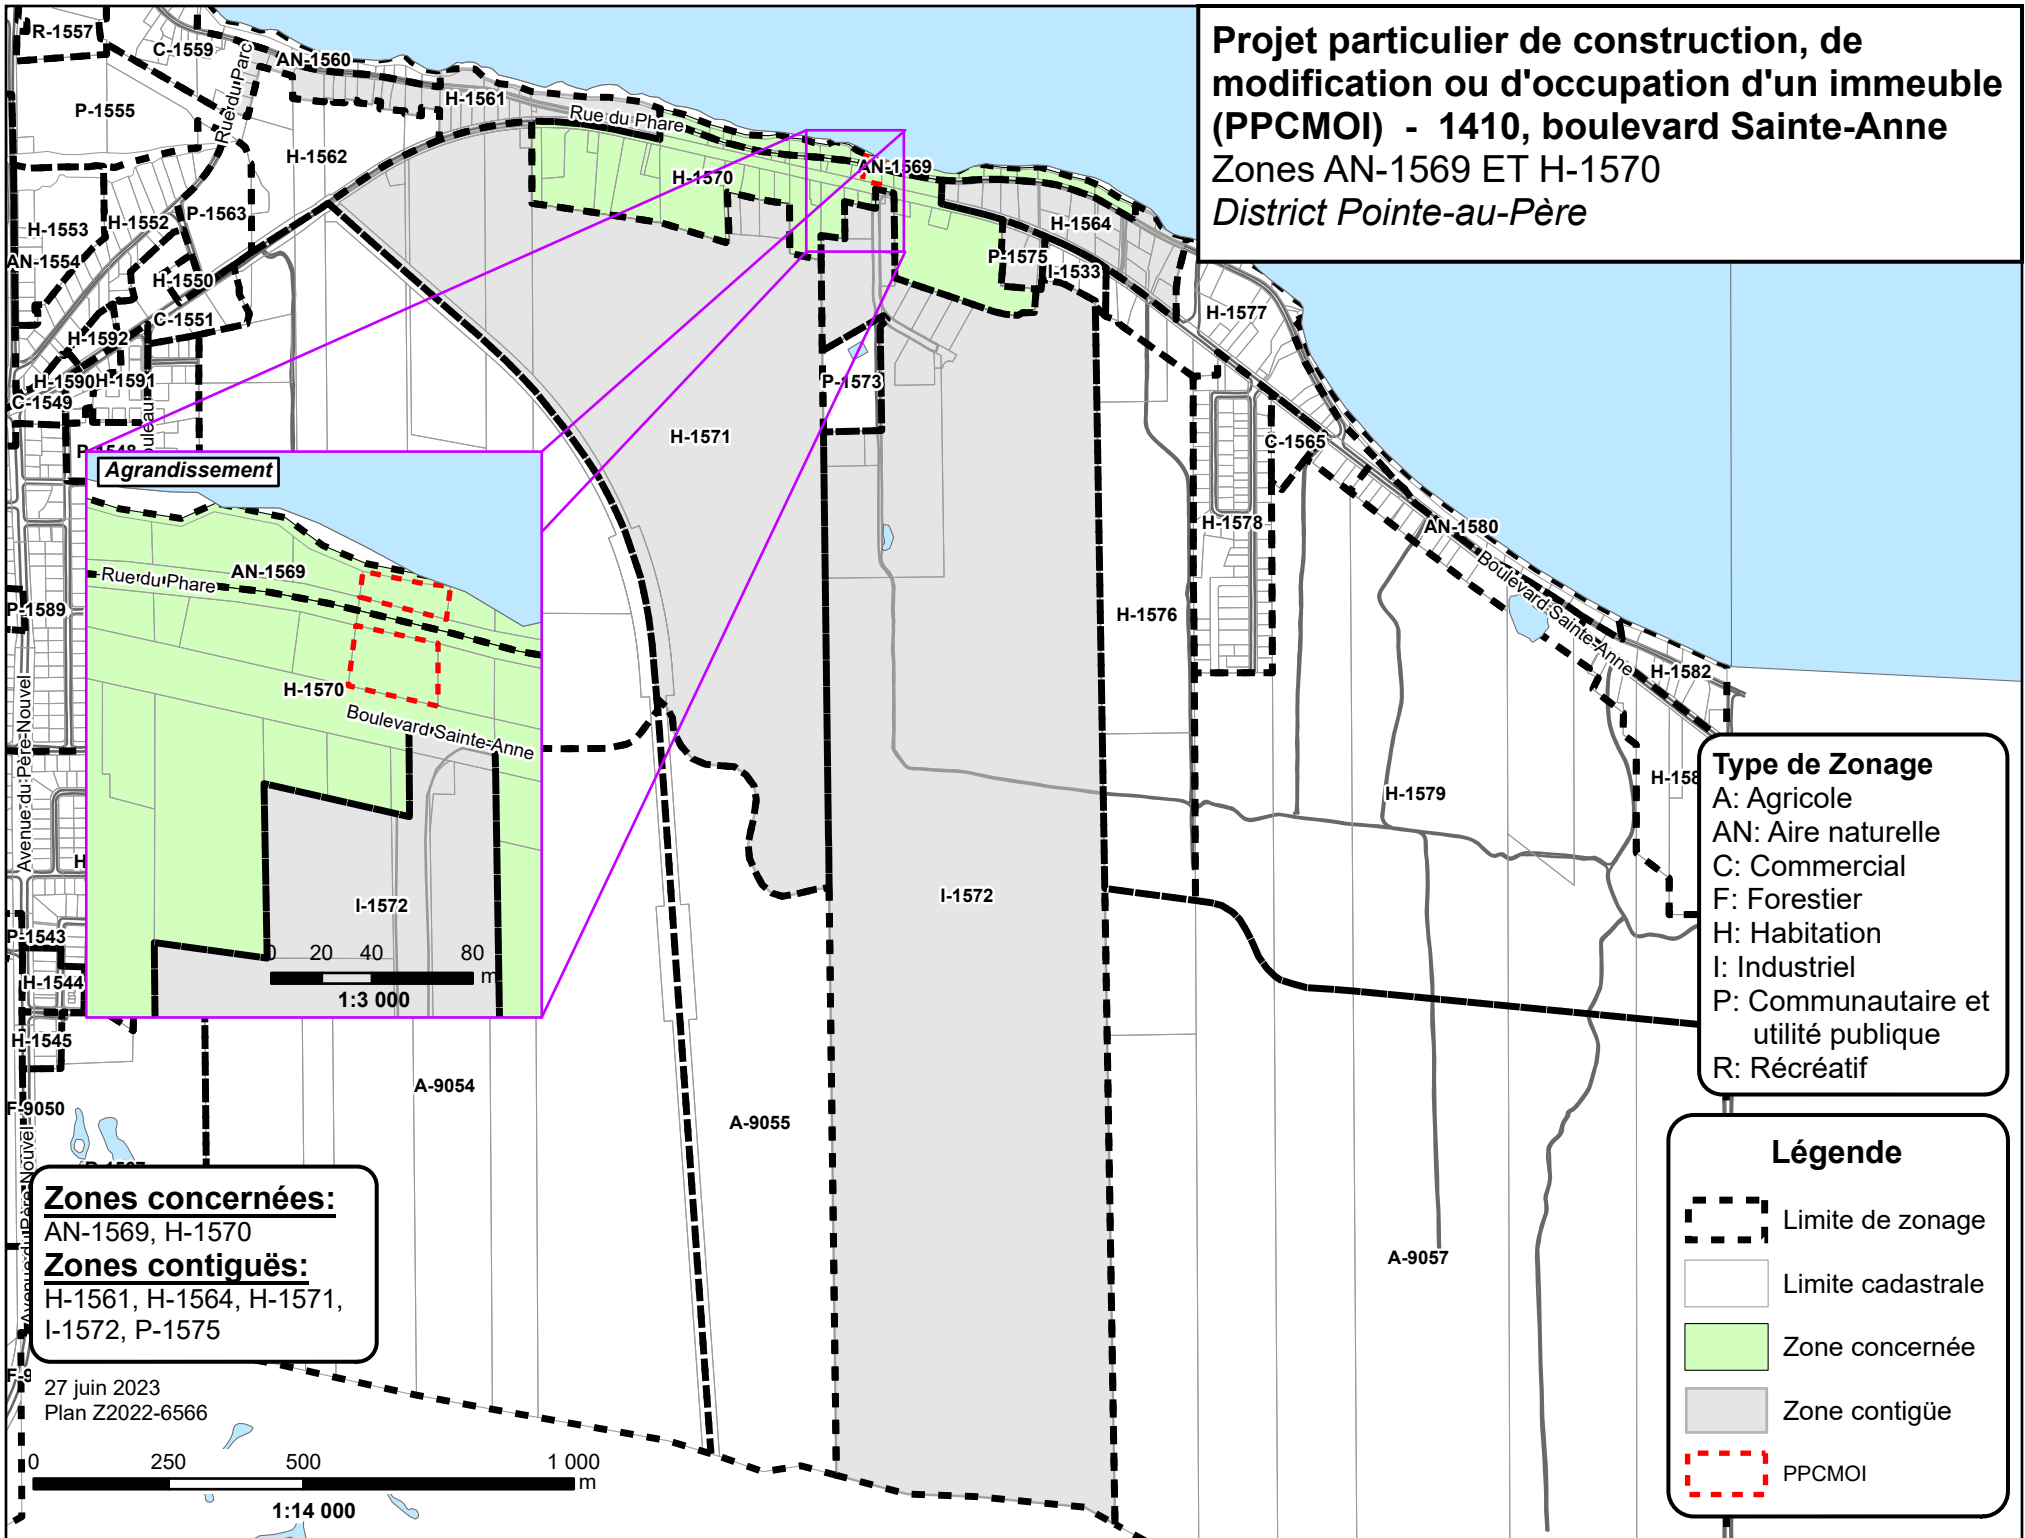 Projet particulier de construction, de
modification ou d'occupation d'un immeuble
(PPCMOI)  -  1410, boulevard Sainte-Anne
Zones AN-1569 ET H-1570
District Pointe-au-Père
R-1557
C-1559
AN-1560
Rue du Parc
H-1561
Rue du Phare
P-1555
H-1562
H-1570
AN-1569
H-1564
P-1575
I-1533
H-1553
H-1552
P-1563
AN-1554
H-1550
C-1551
H-1592
H-1590
H-1591
C-1549
H-1577
P-1573
H-1571
C-1565
P-1548
Agrandissement
AN-1569
Rue du Phare
H-1570
Boulevard Sainte-Anne
I-1572
0 20 40 80
m
1:3 000
H-1578
AN-1580
Boulevard Sainte-Anne
H-1576
P-1589
H-1582
Avenue du Père-Nouvel
H-1579
I-1572
P-1543
H-1544
H-1545
A-9054
F-9050
A-9055
Avenue du Père-Nouvel
A-9057
Type de Zonage
A: Agricole
AN: Aire naturelle
C: Commercial
F: Forestier
H: Habitation
I: Industriel
P: Communautaire et
utilité publique
R: Récréatif
Légende
Limite de zonage
Limite cadastrale
Zone concernée
Zone contigüe
PPCMOI
Zones concernées:
AN-1569, H-1570
Zones contiguës:
H-1561, H-1564, H-1571,
I-1572, P-1575
27 juin 2023
Plan Z2022-6566
0 250 500 1 000
m
1:14 000